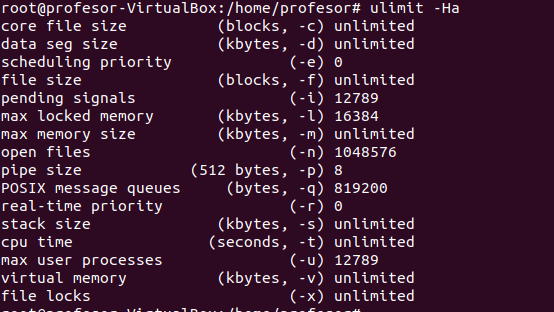 root@profesor-VirtualBox:/home/profesor# ulimit -Ha
core file size          (blocks, -c) unlimited
data seg size           (kbytes, -d) unlimited
scheduling priority             (-e) 0
file size               (blocks, -f) unlimited
pending signals                 (-i) 12789
max locked memory       (kbytes, -l) 16384
max memory size         (kbytes, -m) unlimited
open files                      (-n) 1048576
pipe size            (512 bytes, -p) 8
POSIX message queues     (bytes, -q) 819200
real-time priority              (-r) 0
stack size              (kbytes, -s) unlimited
cpu time               (seconds, -t) unlimited
max user processes              (-u) 12789
virtual memory          (kbytes, -v) unlimited
file locks                      (-x) unlimited
root@profesor-VirtualBox:/home/profesor#